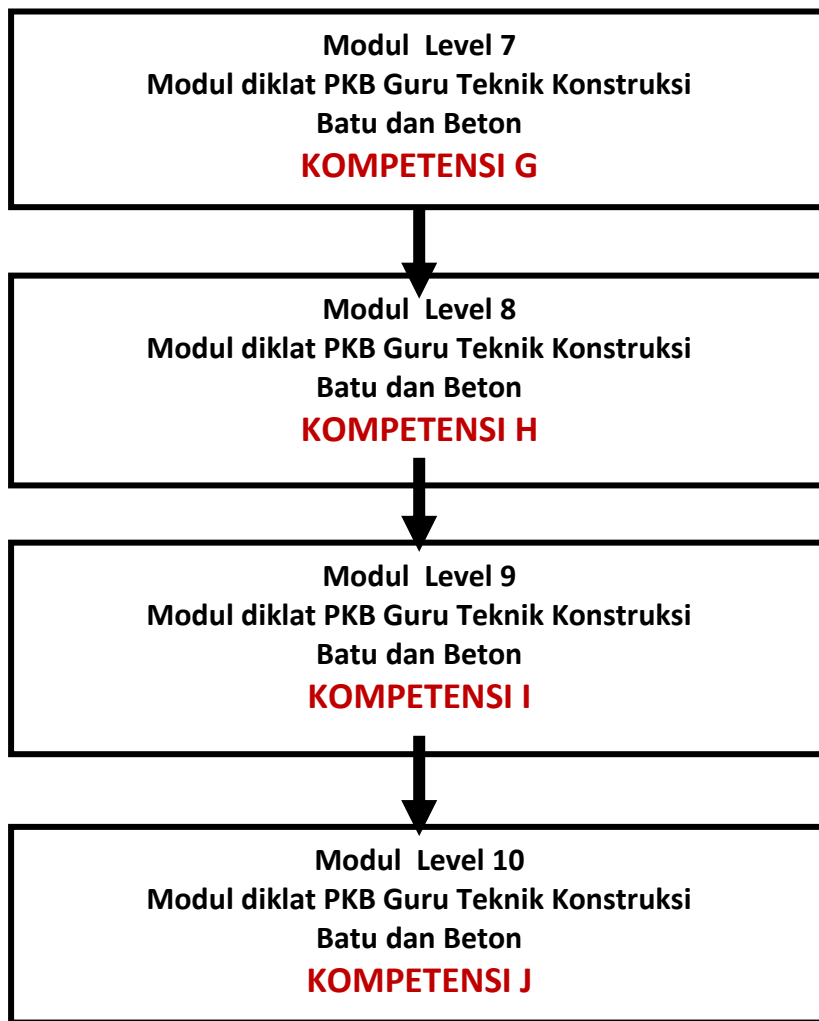 Modul Level 7
Modul diklat PKB Guru Teknik Konstruksi
Batu dan Beton
KOMPETENSI G
Modul Level 8
Modul diklat PKB Guru Teknik Konstruksi
Batu dan Beton
KOMPETENSI H
Modul Level 9
Modul diklat PKB Guru Teknik Konstruksi
Batu dan Beton
KOMPETENSI I
Modul Level 10
Modul diklat PKB Guru Teknik Konstruksi
Batu dan Beton
KOMPETENSI J